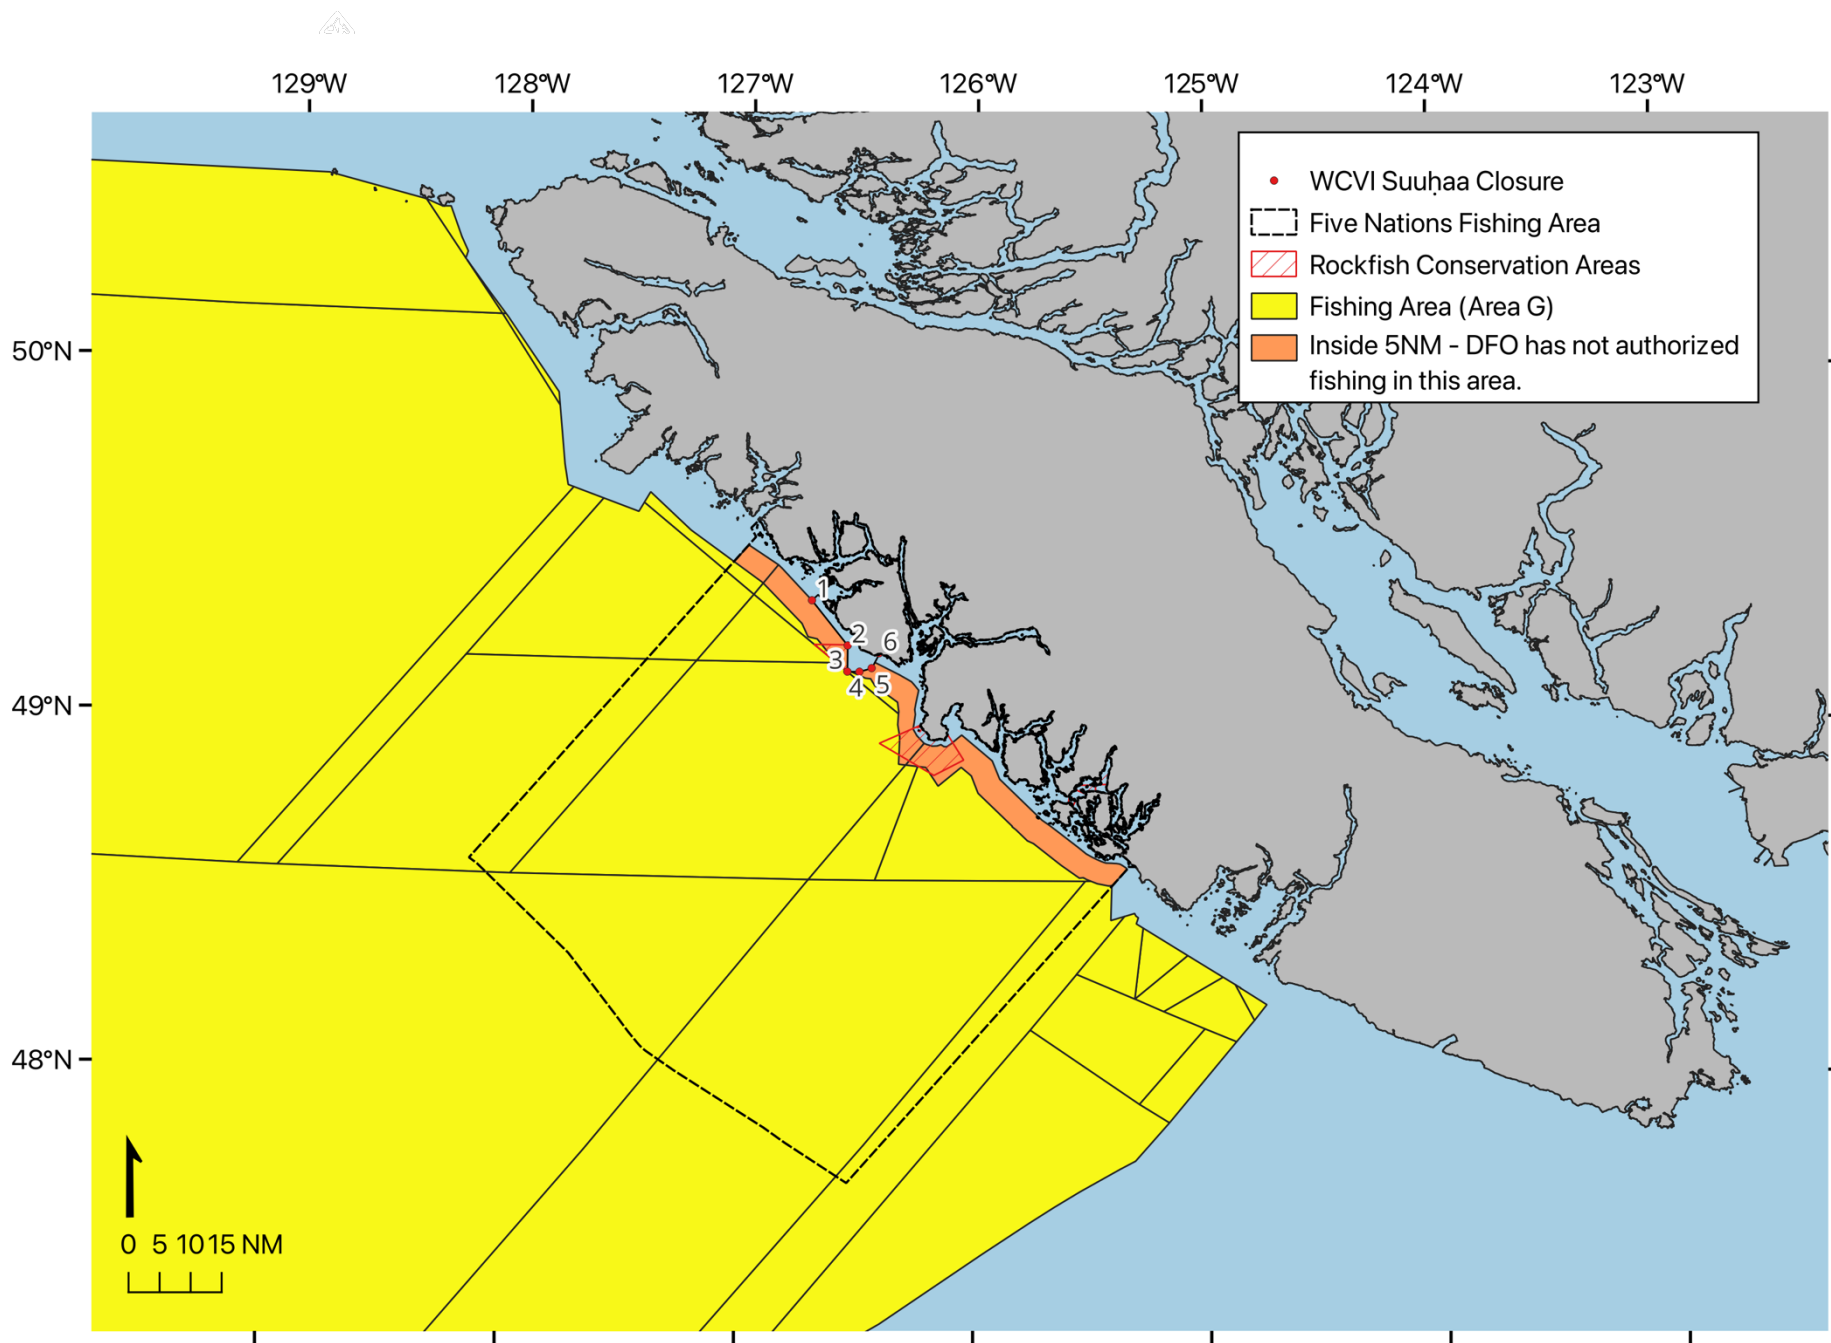 129°W 128°W 127°W 126°W 125°W 124°W 123°W
WCVI Suuḥaa Closure
Five Nations Fishing Area
Rockfish Conservation Areas
Fishing Area (Area G)
Inside 5NM - DFO has not authorized
fishing in this area.
50°N
1
2
6
3
5
4
49°N
48°N
0 5 10 15 NM